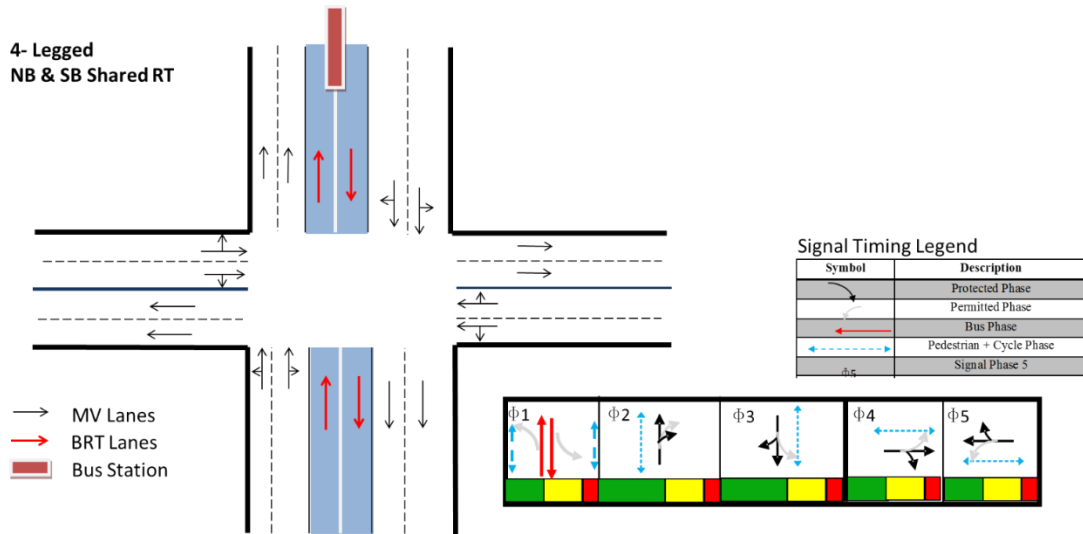 4- Legged
NB & SB Shared RT
MV Lanes
BRT Lanes
Bus Station
Signal Timing Legend
Symbol Description
Protected Phase
Permitted Phase
Bus Phase
Pedestrian + Cycle Phase
Φ5 Signal Phase 5
Φ1 Φ2 Φ3 Φ4 Φ5